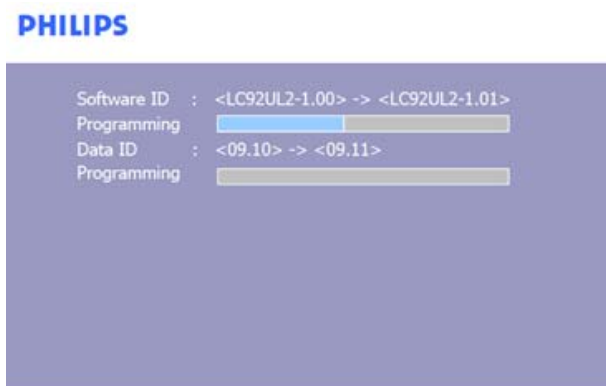 PHILIPS
Software ID : <LC92UL2-1.00> -> <LC92UL2-1.01>
Programming
Data ID : <09.10> -> <09.11>
Programming